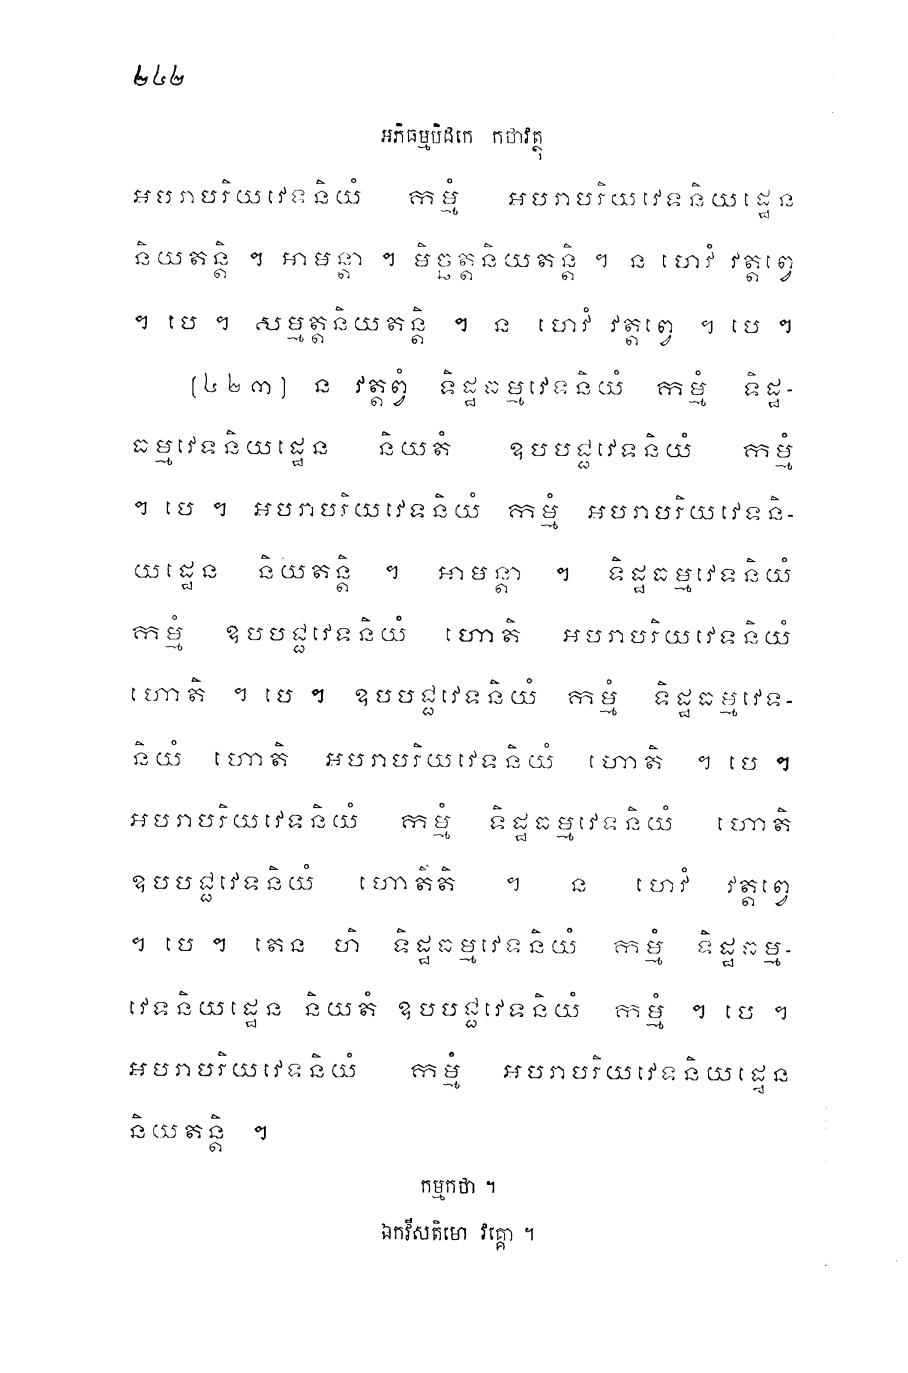 ២៤២
អភិធម្មបិដកេ កថាវត្ថុ
អបរាបរិយវេទនិយំ កម្មំ អបរាបរិយវេទនិយដ្ឋេន
និយតន្តិ ។ អាមន្តា ។ មិច្ឆត្តនិយតន្តិ ។ ន ហេវំ វត្តព្វេ
។ បេ ។ សម្មត្តនិយតន្តិ ។ ន ហេវំ វត្តព្វេ ។ បេ ។
[៤២៣] ន វត្តព្វំ ទិដ្ឋធម្មវេទនិយំ កម្មំ ទិដ្ឋ-
ធម្មវេទនិយដ្ឋេន និយតំ ឧបបជ្ជវេទនិយំ កម្មំ
។ បេ ។ អបរាបរិយវេទនិយំ កម្មំ អបរាបរិយវេទនិ-
យដ្ឋេន និយតន្តិ ។ អាមន្តា ។ ទិដ្ឋធម្មវេទនិយំ
កម្មំ ឧបបជ្ជវេទនិយំ ហោតិ អបរាបរិយវេទនិយំ
ហោតិ ។ បេ ។ ឧបបជ្ជវេទនិយំ កម្មំ ទិដ្ឋធម្មវេទ-
និយំ ហោតិ អបរាបរិយវេទនិយំ ហោតិ ។ បេ ។
អបរាបរិយវេទនិយំ កម្មំ ទិដ្ឋធម្មវេទនិយំ ហោតិ
ឧបបជ្ជវេទនិយំ ហោតីតិ ។ ន ហេវំ វត្តព្វេ
។ បេ ។ តេន ហិ ទិដ្ឋធម្មវេទនិយំ កម្មំ ទិដ្ឋធម្ម-
វេទនិយដ្ឋេន និយតំ ឧបបជ្ជវេទនិយំ កម្មំ ។ បេ ។
អបរាបរិយវេទនិយំ កម្មំ អបរាបរិយវេទនិយដ្ឋេន
និយតន្តិ ។
កម្មកថា ។
ឯកវីសតិមោ វគ្គោ ។